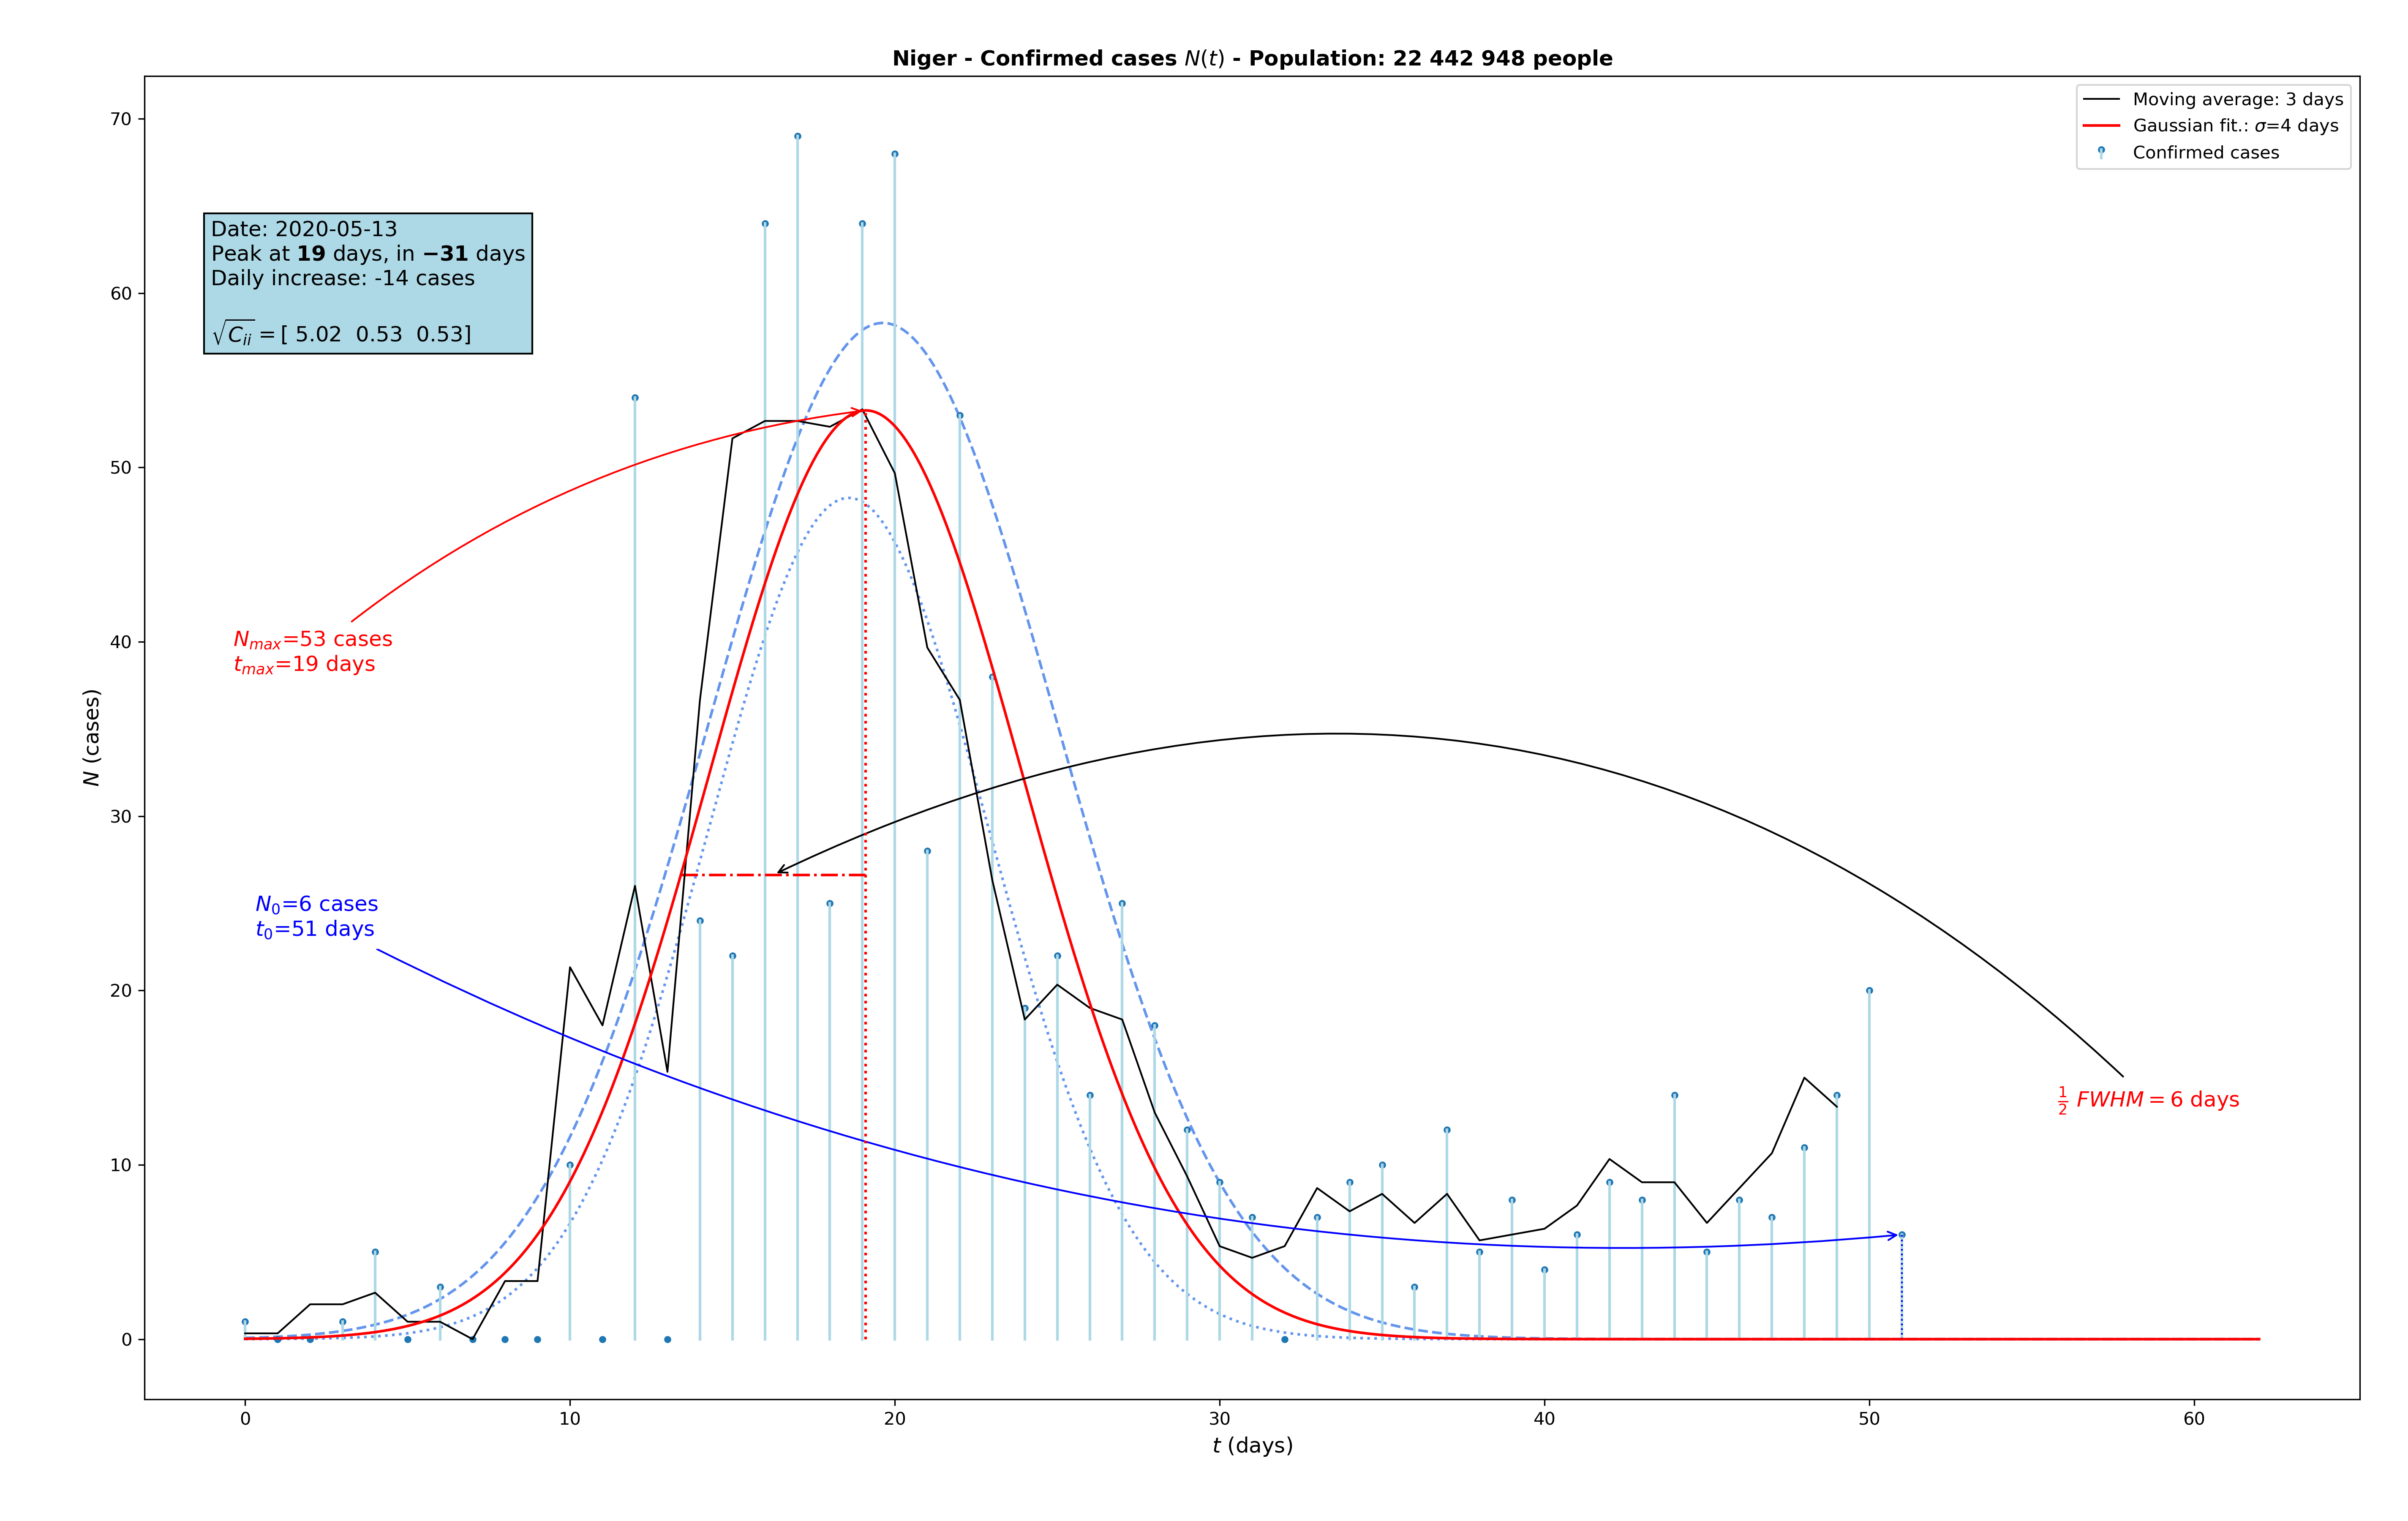 Niger - Confirmed cases N(t) - Population: 22 442 948 people
Moving average: 3 days
Gaussian fit.: σ=4 days
Confirmed cases
Date: 2020-05-13
Peak at 19 days, in −31 days
Daily increase: -14 cases
√C_ii = [ 5.02 0.53 0.53]
N_max=53 cases
t_max=19 days
N_0=6 cases
t_0=51 days
1/2 FWHM = 6 days
N (cases)
70
60
50
40
30
20
10
0
0 10 20 30 40 50 60
t (days)